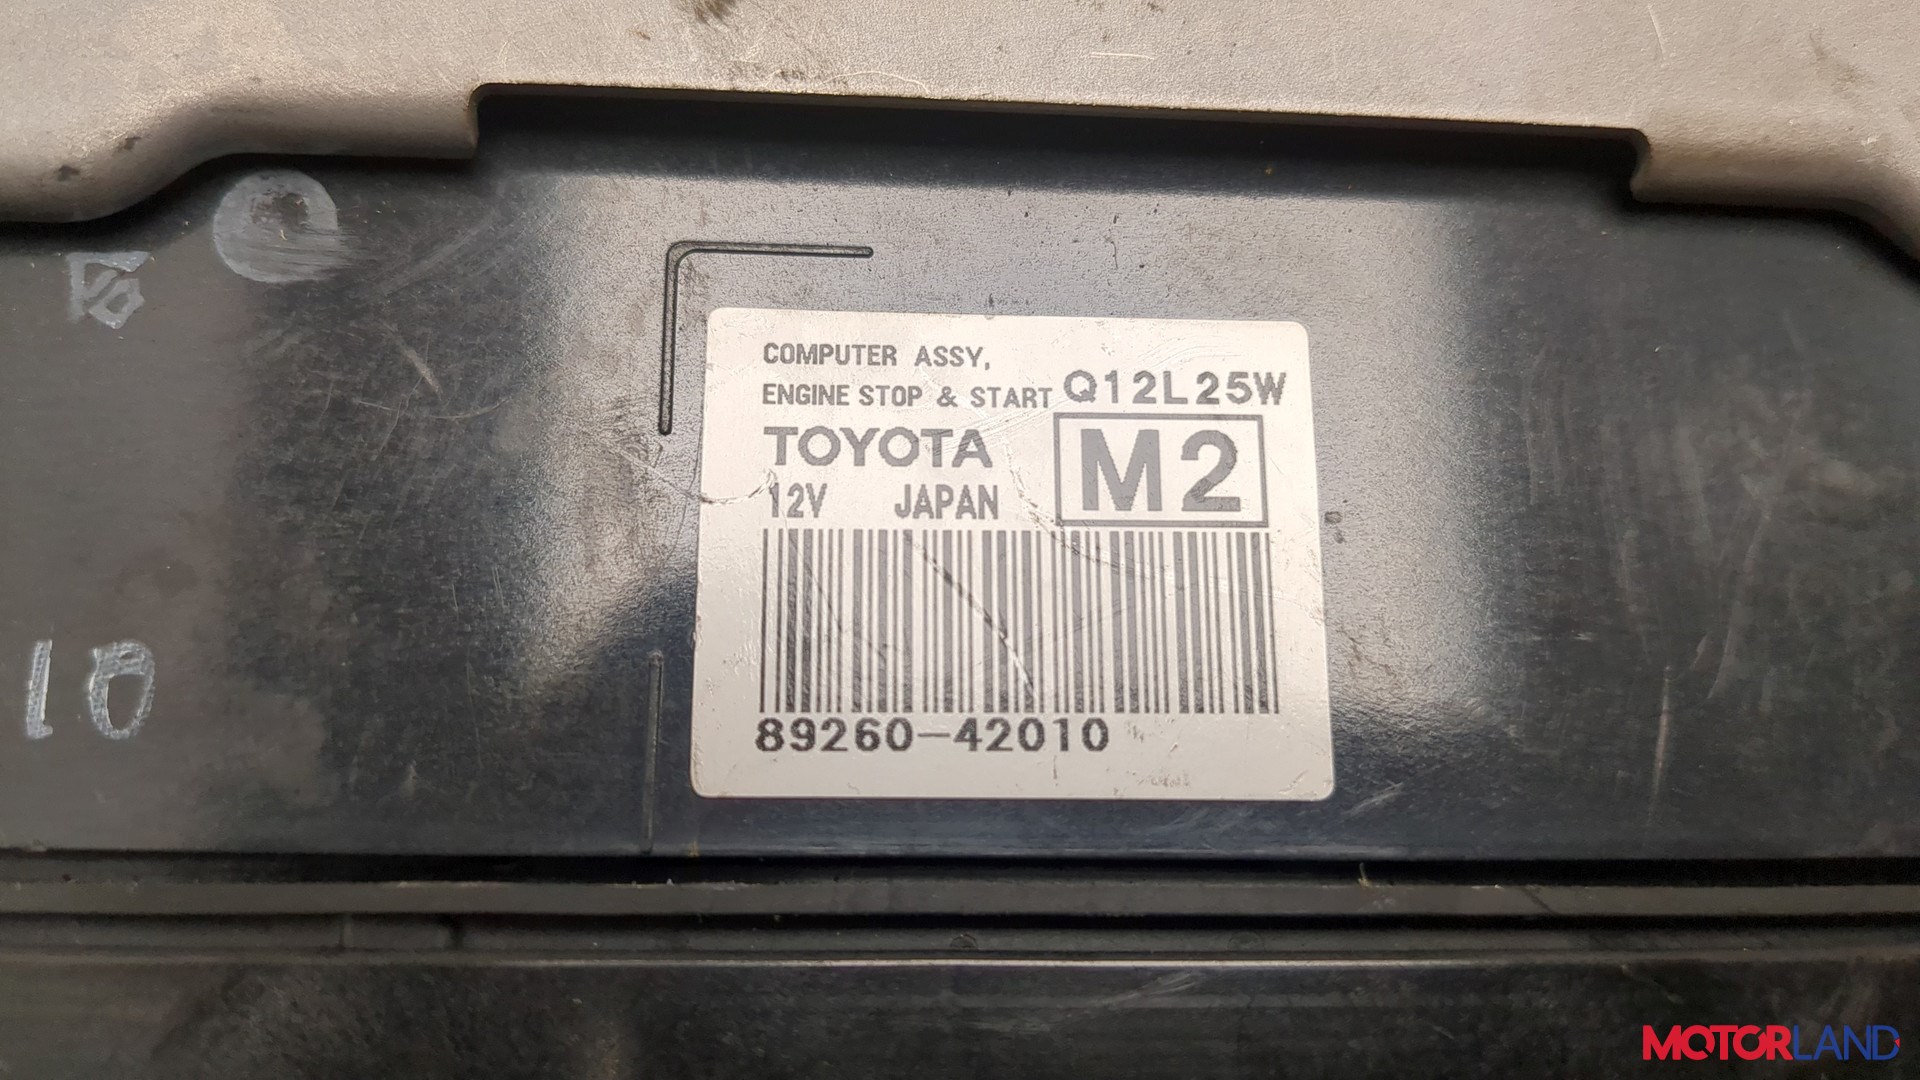 COMPUTER ASSY,
ENGINE STOP & START Q12L25W
TOYOTA M2
12V JAPAN
89260-42010
10
MOTORLAND